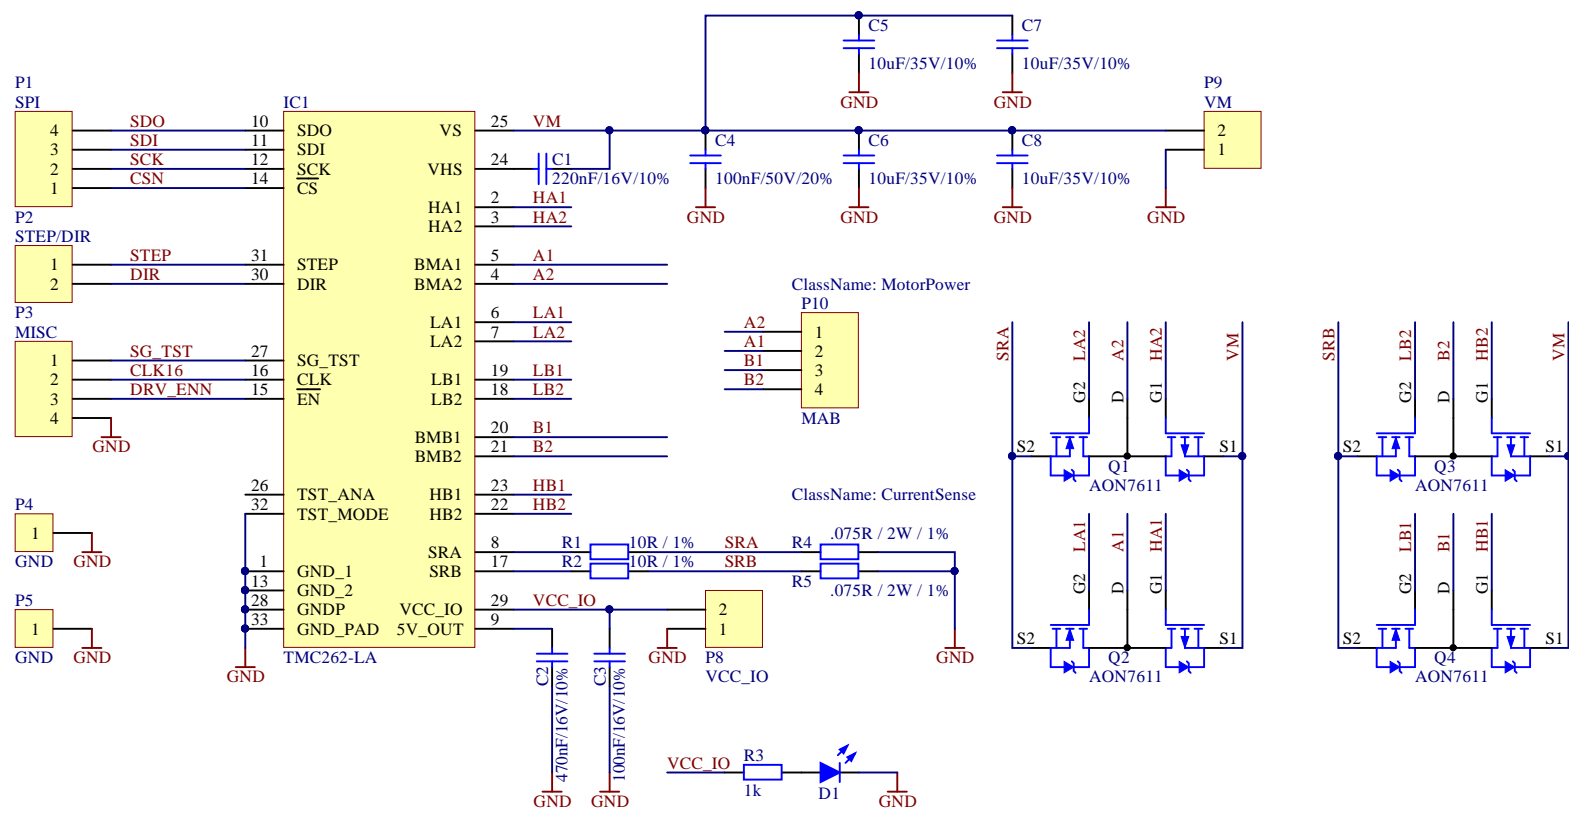 P1
SPI
4
3
2
1
SDO
SDI
SCK
CSN
10
11
12
14
P2
STEP/DIR
1
2
STEP
DIR
31
30
P3
MISC
1
2
3
4
SG_TST
CLK16
DRV_ENN
27
16
15
GND
P4
1
GND
GND
P5
1
GND
GND
26
32
1
13
28
33
GND
IC1
SDO
SDI
SCK
CS
STEP
DIR
SG_TST
CLK
EN
TST_ANA
TST_MODE
GND_1
GND_2
GNDP
GND_PAD
VS
VHS
HA1
HA2
BMA1
BMA2
LA1
LA2
LB1
LB2
BMB1
BMB2
HB1
HB2
SRA
SRB
VCC_IO
5V_OUT
TMC262-LA
25 VM
24
C1
220nF/16V/10%
2 HA1
3 HA2
5 A1
4 A2
6 LA1
7 LA2
19 LB1
18 LB2
20 B1
21 B2
23 HB1
22 HB2
8 R1 10R / 1% SRA R4 .075R / 2W / 1%
17 R2 10R / 1% SRB R5 .075R / 2W / 1%
GND
29 VCC_IO
9
2
1
P8
VCC_IO
GND
C2
470nF/16V/10%
GND
C3
100nF/16V/10%
GND
VCC_IO
R3
1k
D1
GND
C5
10uF/35V/10%
GND
C7
10uF/35V/10%
GND
C4
100nF/50V/20%
GND
C6
10uF/35V/10%
GND
C8
10uF/35V/10%
GND
P9
VM
2
1
GND
ClassName: MotorPower
P10
A2
A1
B1
B2
1
2
3
4
MAB
ClassName: CurrentSense
SRA
LA2
A2
HA2
VM
G2
D
G1
S2
S1
Q1
AON7611
LA1
A1
HA1
G2
D
G1
S2
S1
Q2
AON7611
SRB
LB2
B2
HB2
VM
G2
D
G1
S2
S1
Q3
AON7611
LB1
B1
HB1
G2
D
G1
S2
S1
Q4
AON7611